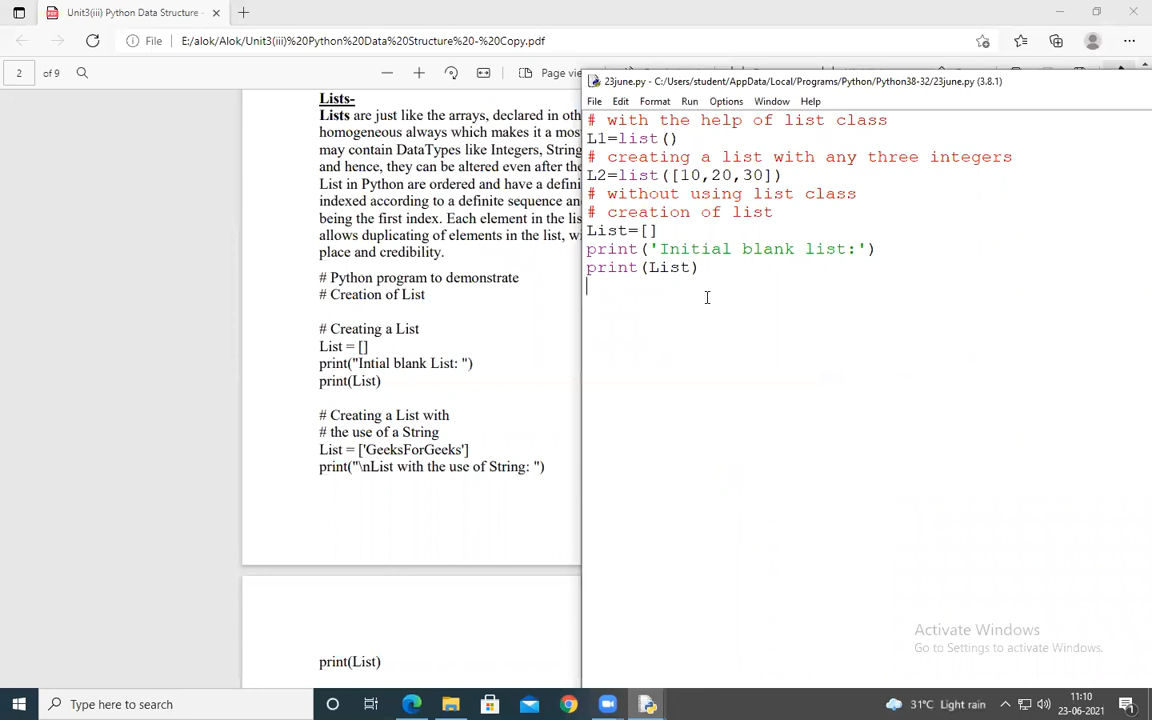 Unit3(iii) Python Data Structure -
File
E:/alok/Alok/Unit3(iii)%20Python%20Data%20Structure%20-%20Copy.pdf
2
of 9
Page vie
Lists-
Lists are just like the arrays, declared in oth
homogeneous always which makes it a mos
may contain DataTypes like Integers, String
and hence, they can be altered even after the
List in Python are ordered and have a defini
indexed according to a definite sequence an
being the first index. Each element in the lis
allows duplicating of elements in the list, wi
place and credibility.
# Python program to demonstrate
# Creation of List
# Creating a List
List = []
print("Intial blank List: ")
print(List)
# Creating a List with
# the use of a String
List = ['GeeksForGeeks']
print("\nList with the use of String: ")
print(List)
23june.py - C:/Users/student/AppData/Local/Programs/Python/Python38-32/23june.py (3.8.1)
File Edit Format Run Options Window Help
# with the help of list class
L1=list()
# creating a list with any three integers
L2=list([10,20,30])
# without using list class
# creation of list
List=[]
print('Initial blank list:')
print(List)
Activate Windows
Go to Settings to activate Windows.
Type here to search
31°C Light rain
11:10
23-06-2021
1